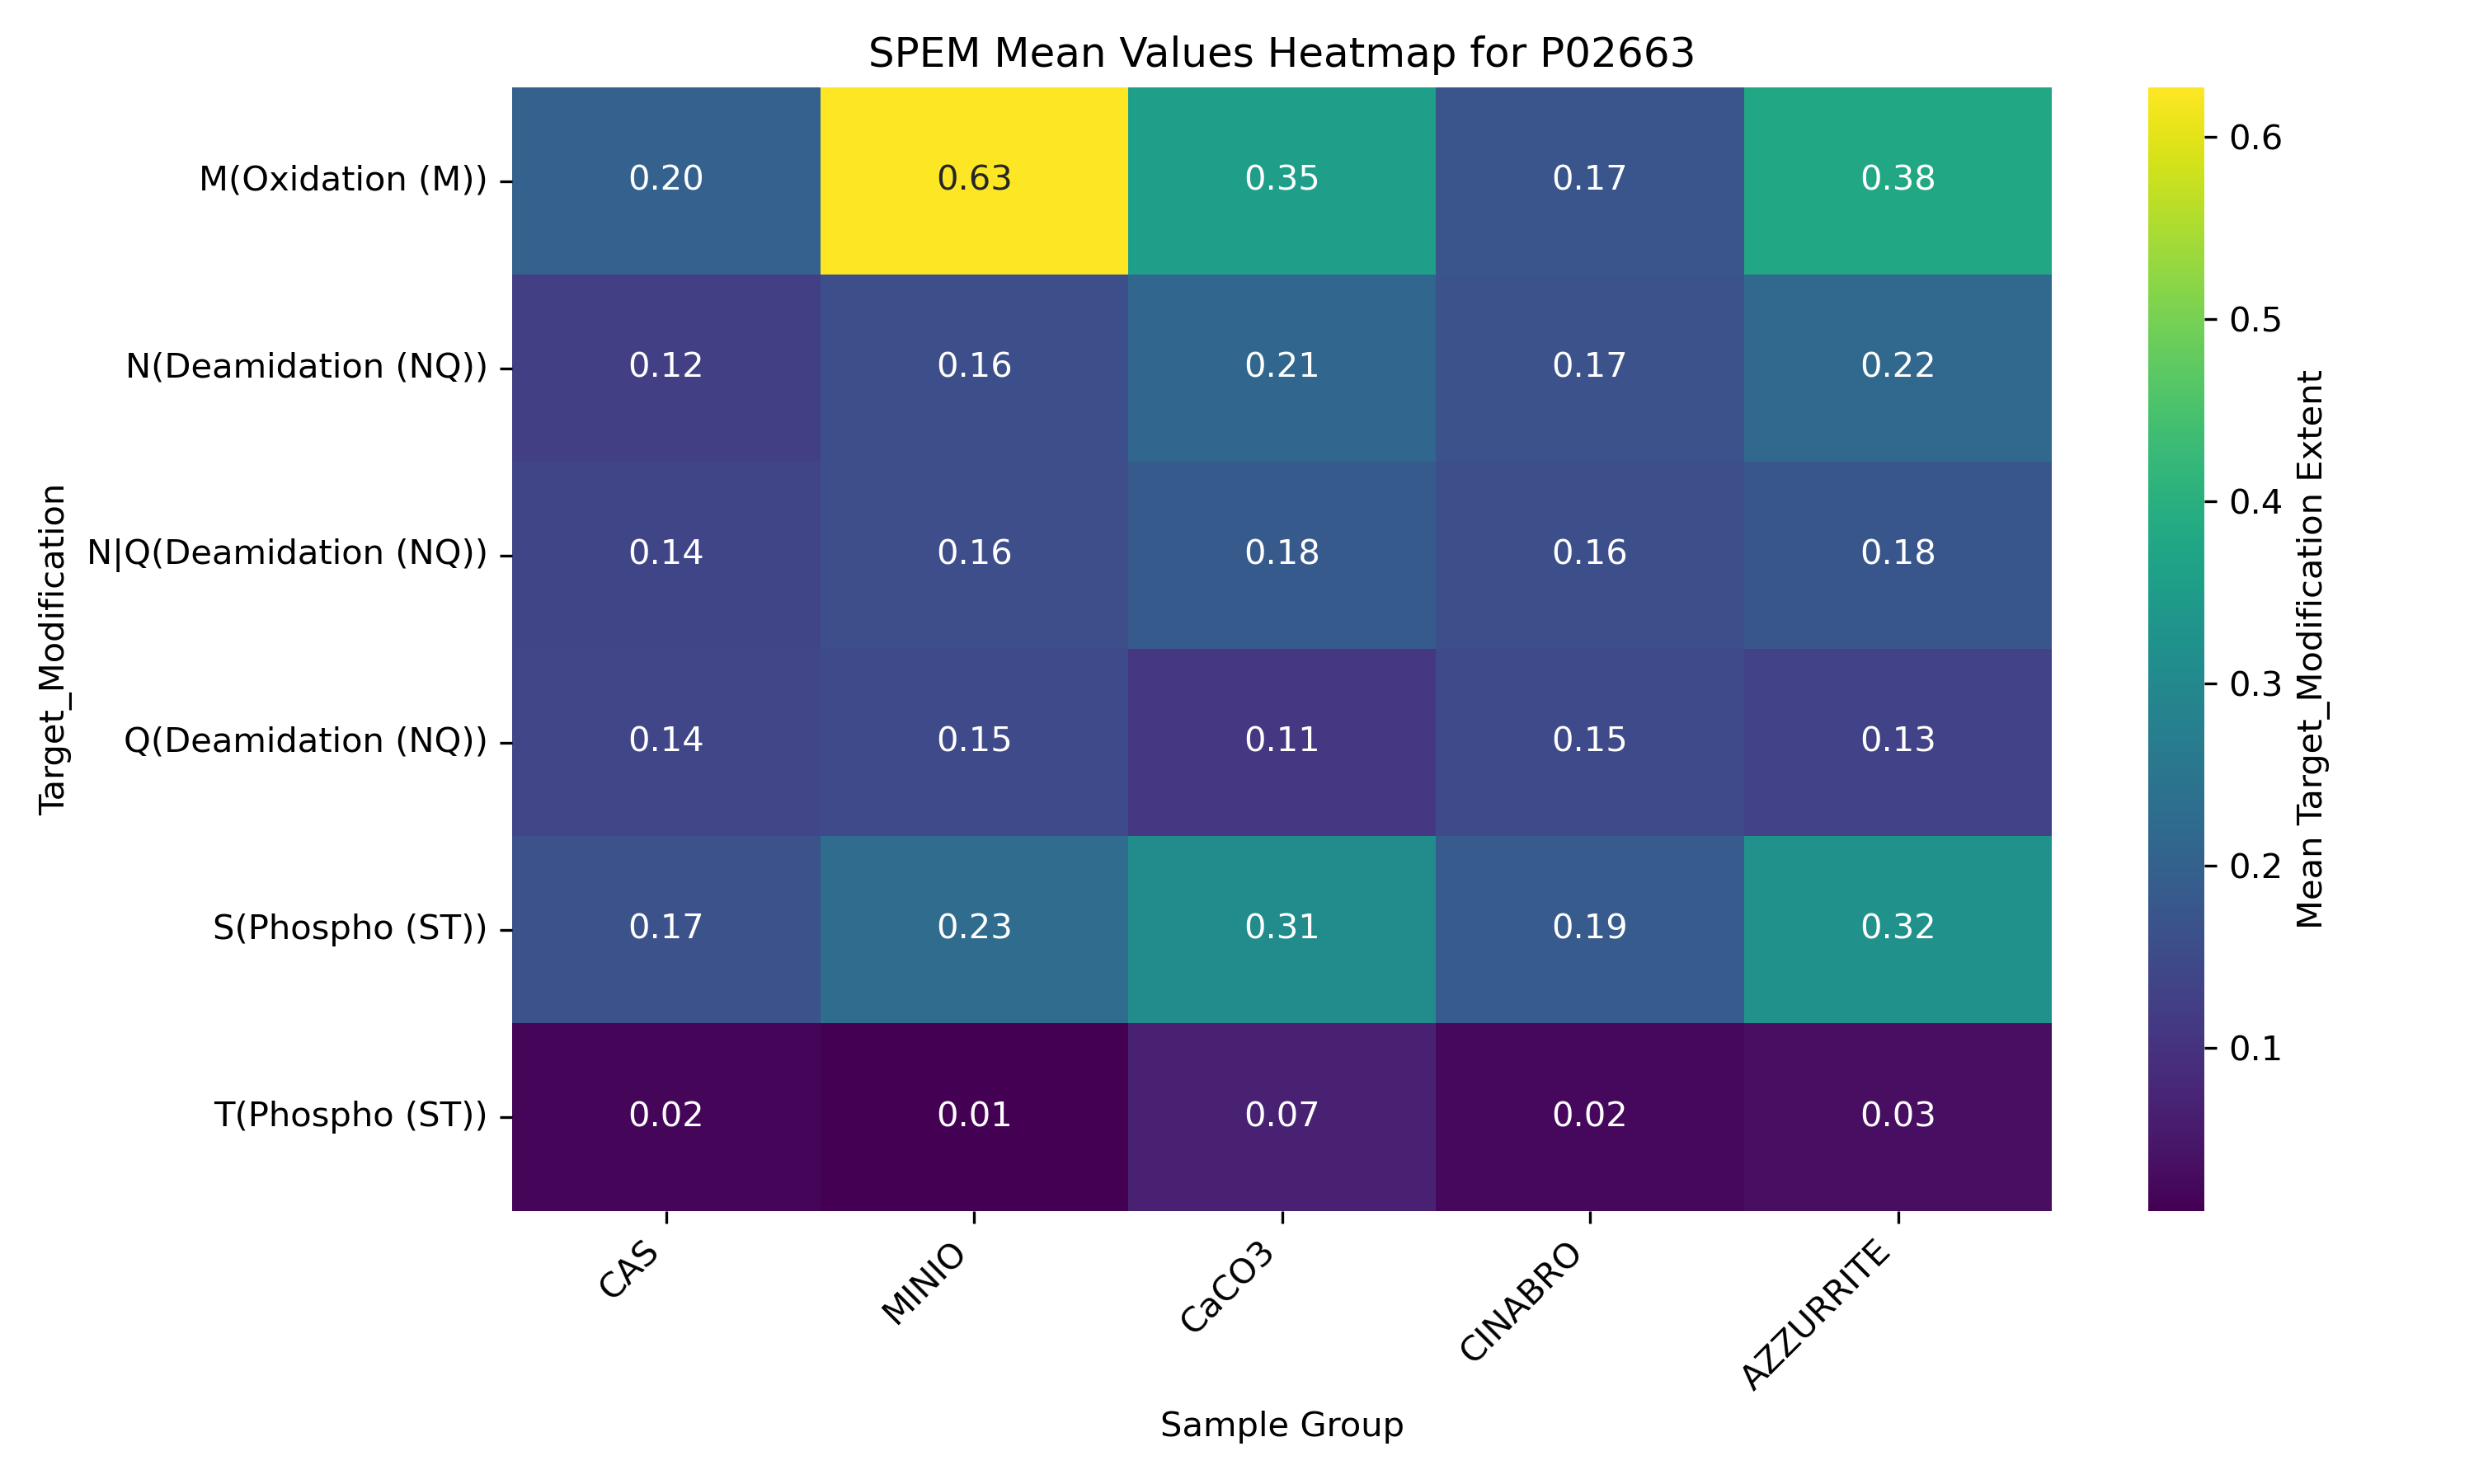 SPEM Mean Values Heatmap for P02663
Target_Modification
M(Oxidation (M)) 0.20 0.63 0.35 0.17 0.38
N(Deamidation (NQ)) 0.12 0.16 0.21 0.17 0.22
N|Q(Deamidation (NQ)) 0.14 0.16 0.18 0.16 0.18
Q(Deamidation (NQ)) 0.14 0.15 0.11 0.15 0.13
S(Phospho (ST)) 0.17 0.23 0.31 0.19 0.32
T(Phospho (ST)) 0.02 0.01 0.07 0.02 0.03
CAS MINIO CaCO3 CINABRO AZZURRITE
Sample Group
0.6
0.5
0.4
0.3
0.2
0.1
Mean Target_Modification Extent